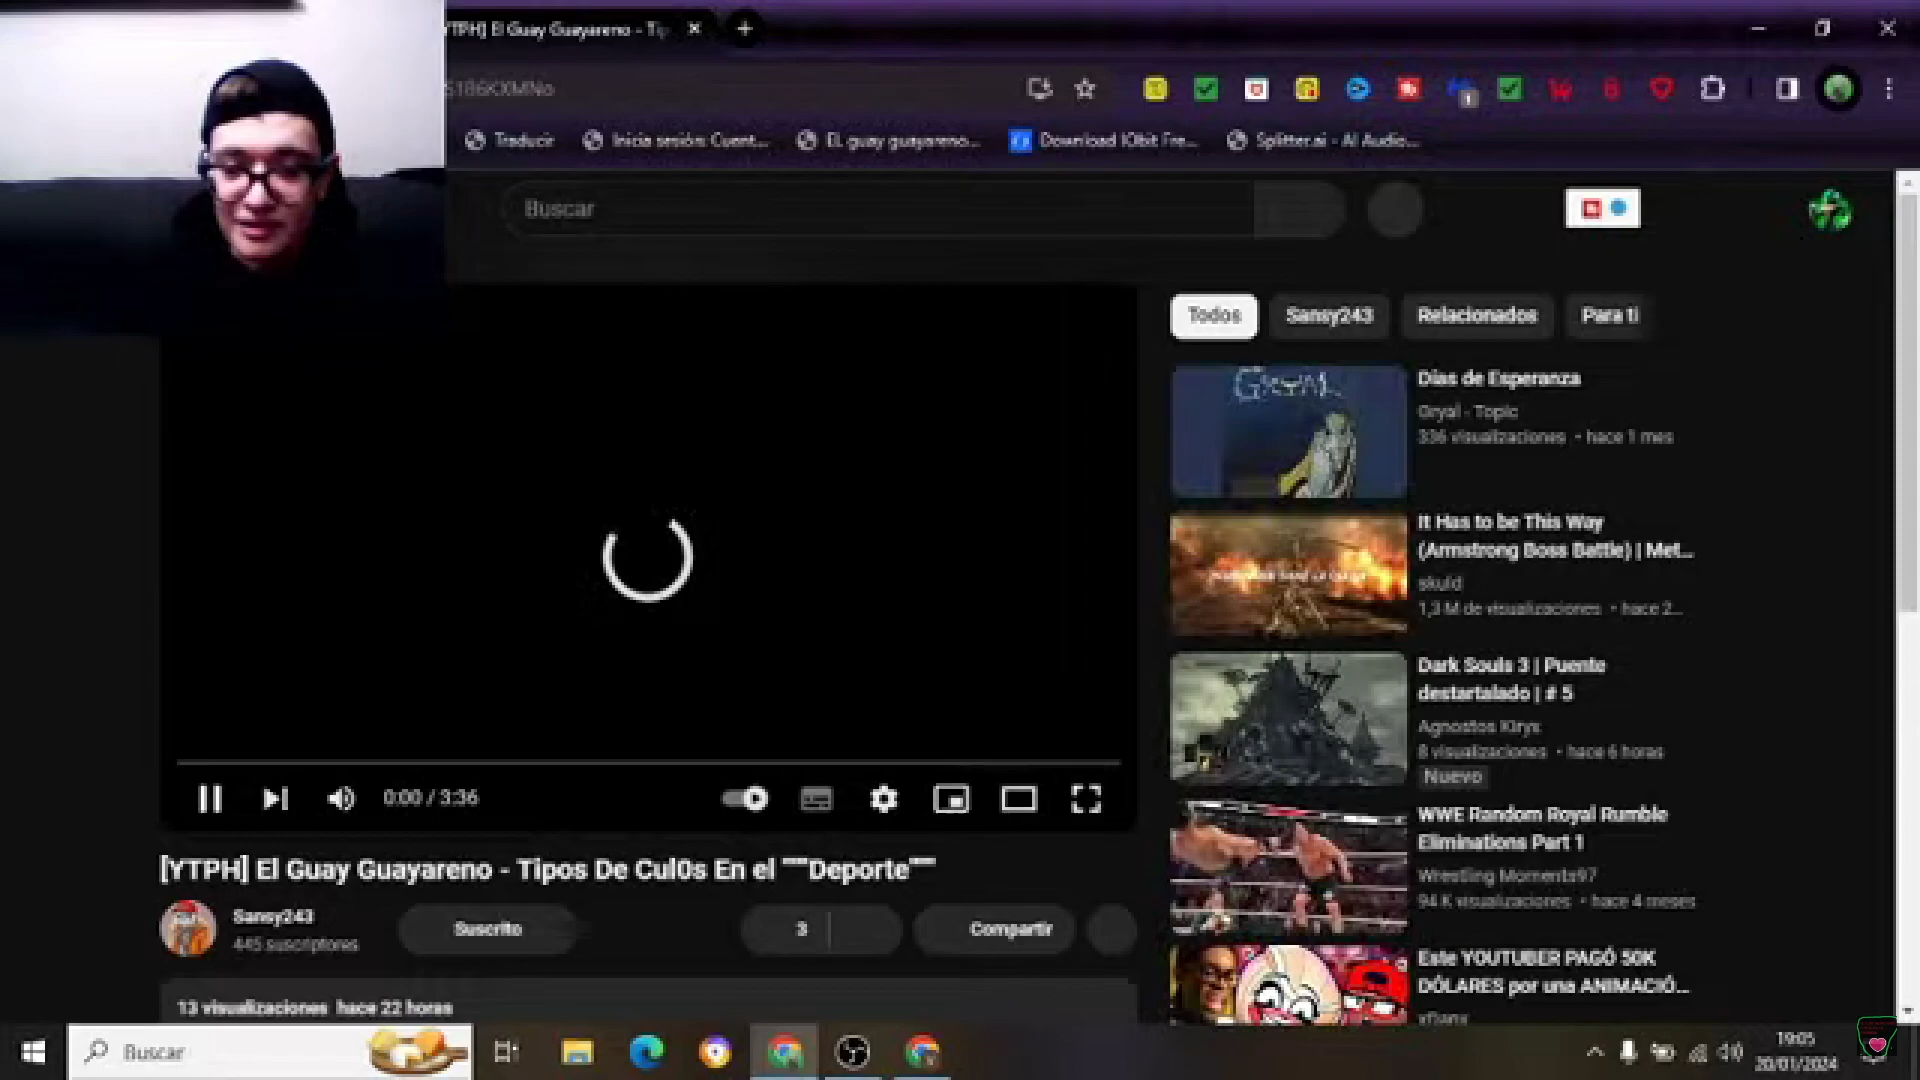 [YTPH] El Guay Guayareno - Tip
S186KXMNo
Traducir
Inicia sesión: Cuent...
EL guay guayareno...
Download IObit Fre...
Splitter.ai - AI Audio...
Buscar
Todos
Sansy243
Relacionados
Para ti
Días de Esperanza
Gryal - Topic
336 visualizaciones • hace 1 mes
It Has to be This Way
(Armstrong Boss Battle) | Met...
skuld
1,3 M de visualizaciones • hace 2...
Dark Souls 3 | Puente
destartalado | # 5
Agnostos Kirys
8 visualizaciones • hace 6 horas
Nuevo
WWE Random Royal Rumble
Eliminations Part 1
Wrestling Moments97
94 K visualizaciones • hace 4 meses
Este YOUTUBER PAGÓ 50K
DÓLARES por una ANIMACIÓ...
0:00 / 3:36
[YTPH] El Guay Guayareno - Tipos De Cul0s En el """Deporte"""
Sansy243
445 suscriptores
Suscrito
3
Compartir
13 visualizaciones hace 22 horas
Buscar
19:05
20/01/2024